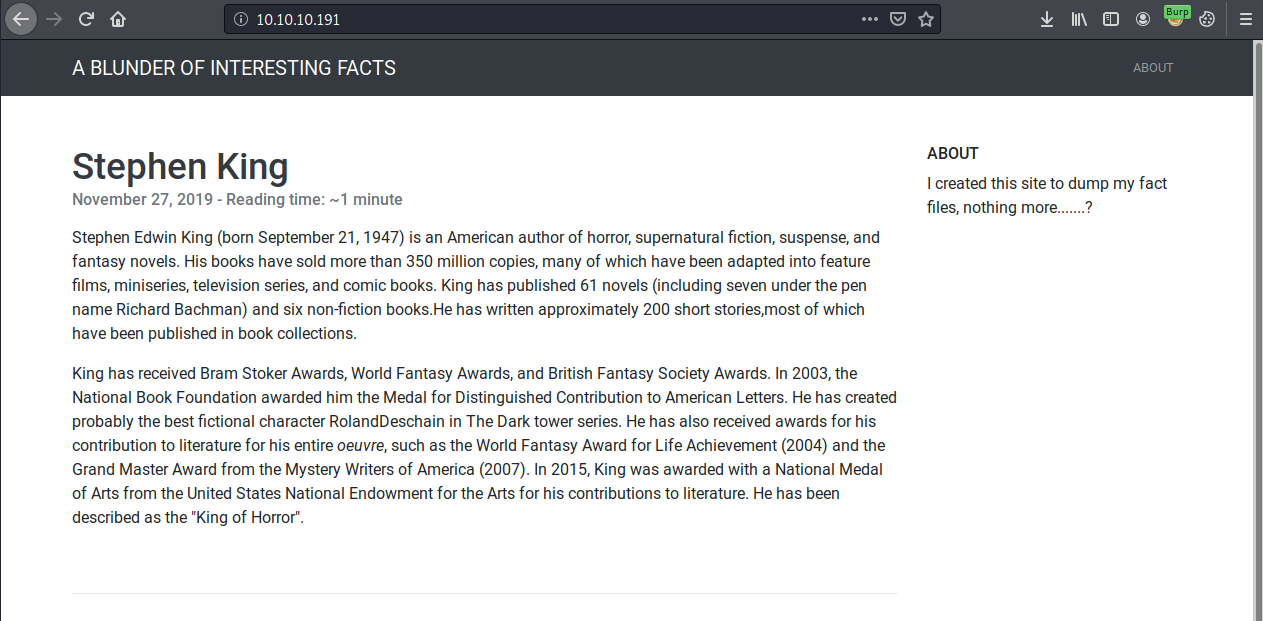 10.10.10.191
Burp
A BLUNDER OF INTERESTING FACTS
ABOUT
Stephen King
November 27, 2019 - Reading time: ~1 minute
Stephen Edwin King (born September 21, 1947) is an American author of horror, supernatural fiction, suspense, and
fantasy novels. His books have sold more than 350 million copies, many of which have been adapted into feature
films, miniseries, television series, and comic books. King has published 61 novels (including seven under the pen
name Richard Bachman) and six non-fiction books.He has written approximately 200 short stories,most of which
have been published in book collections.
King has received Bram Stoker Awards, World Fantasy Awards, and British Fantasy Society Awards. In 2003, the
National Book Foundation awarded him the Medal for Distinguished Contribution to American Letters. He has created
probably the best fictional character RolandDeschain in The Dark tower series. He has also received awards for his
contribution to literature for his entire oeuvre, such as the World Fantasy Award for Life Achievement (2004) and the
Grand Master Award from the Mystery Writers of America (2007). In 2015, King was awarded with a National Medal
of Arts from the United States National Endowment for the Arts for his contributions to literature. He has been
described as the "King of Horror".
ABOUT
I created this site to dump my fact
files, nothing more.......?